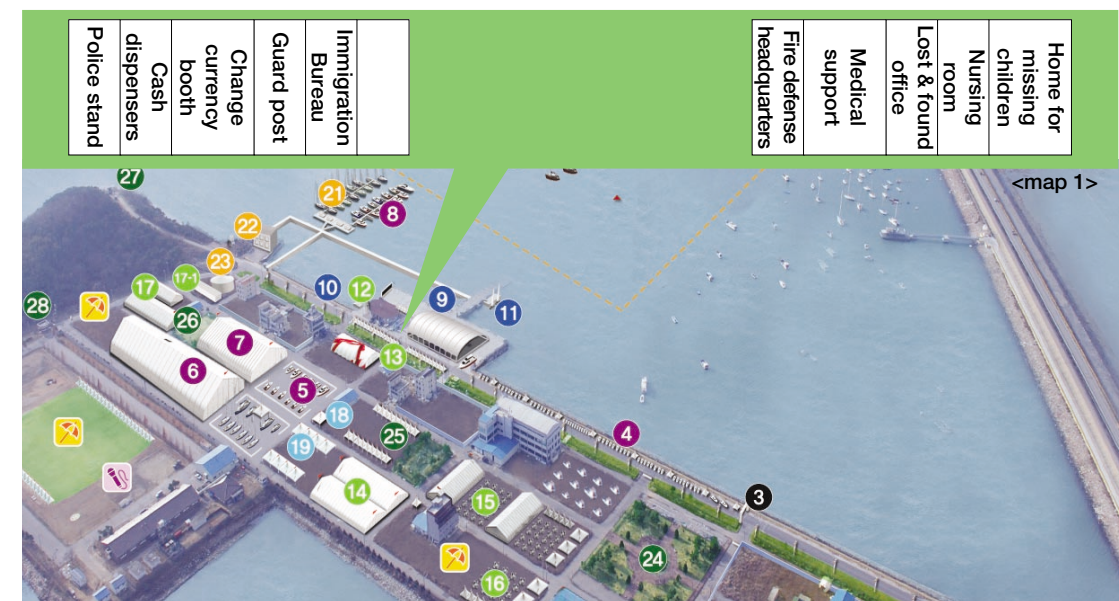 Police stand
Cash
dispensers
Change
currency
booth
Guard post
Immigration
Bureau
Fire defense
headquarters
Medical
support
Lost & found
office
Nursing
room
Home for
missing
children
<map 1>
27
21
8
22
23
17-1
17
10
12
9
11
28
26
7
6
13
5
18
4
25
19
14
15
3
24
16